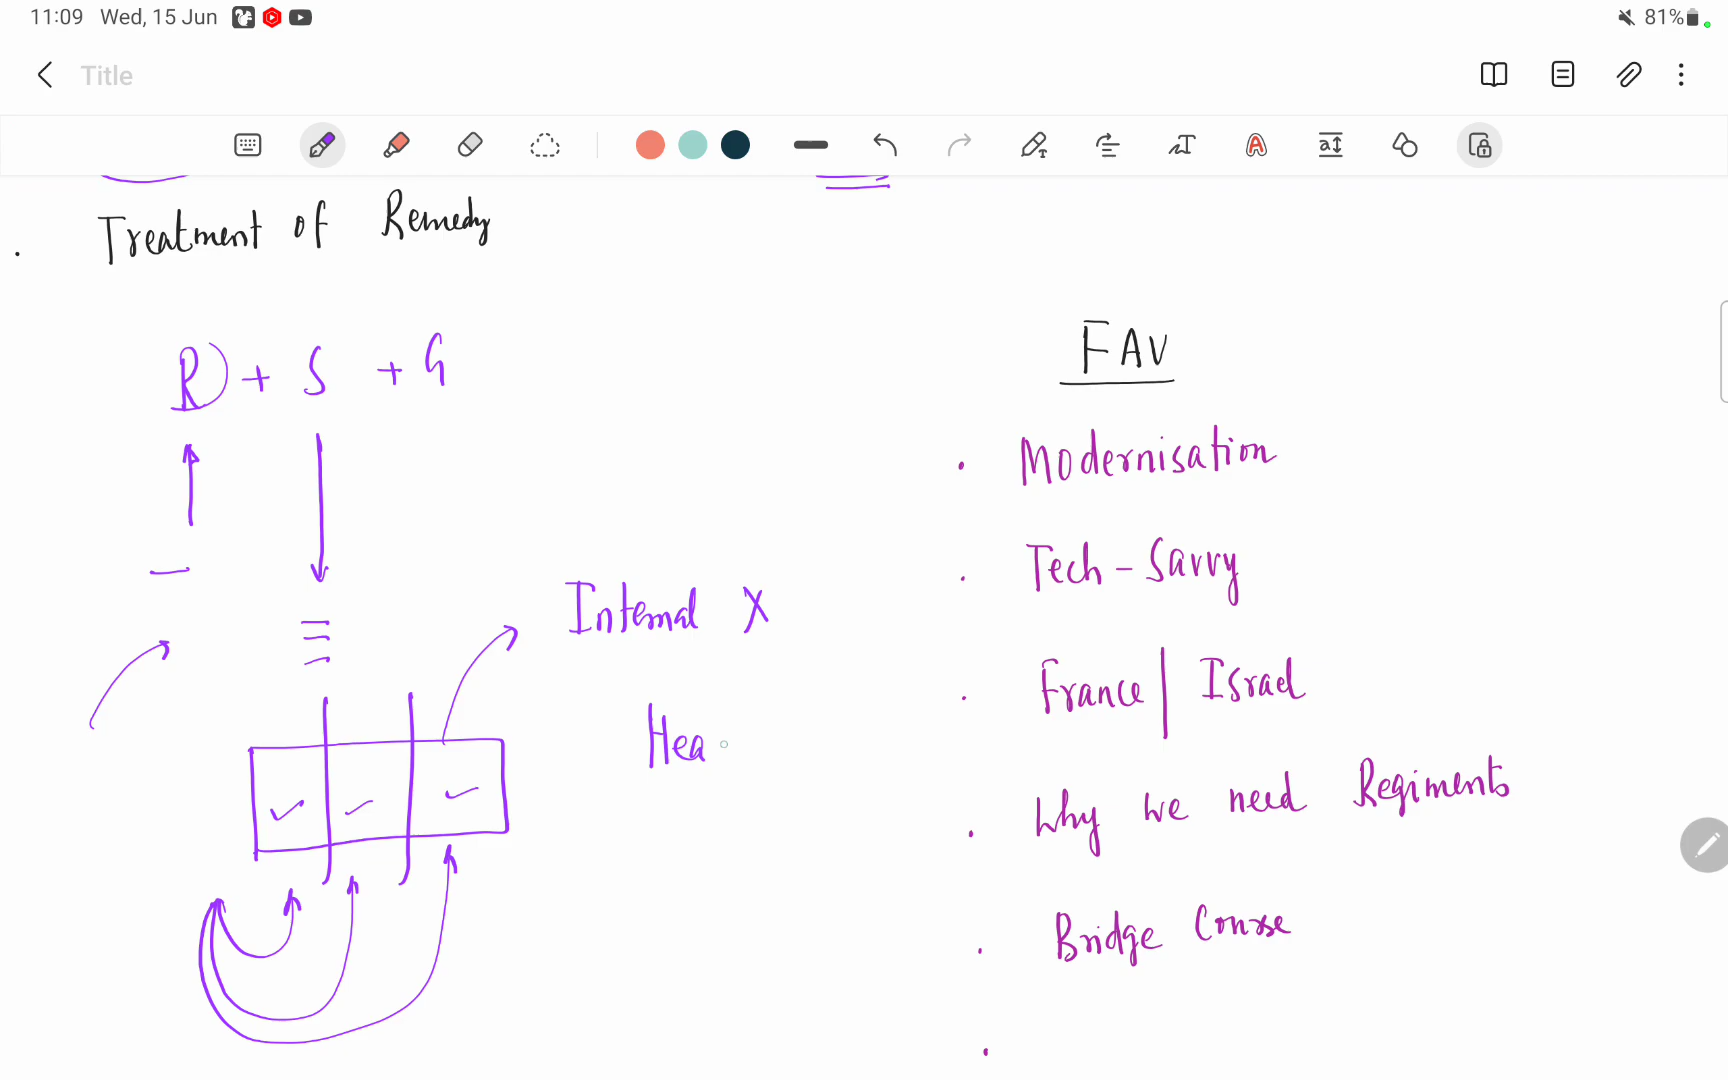 11:09 Wed, 15 Jun
81%
Title
. Treatment of Remedy
R) + S + G
Internal X
Hea
FAV
. Modernisation
. Tech - Savvy
. France | Israel
. Why we need Regiments
. Bridge Course
.